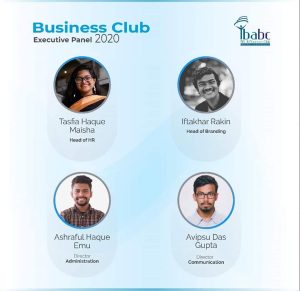 Business Club
Executive Panel 2020
ibabc
Tasfia Haque
Maisha
Head of HR
Iftakhar Rakin
Head of Branding
Ashraful Haque
Emu
Director
Administration
Avipsu Das
Gupta
Director
Communication